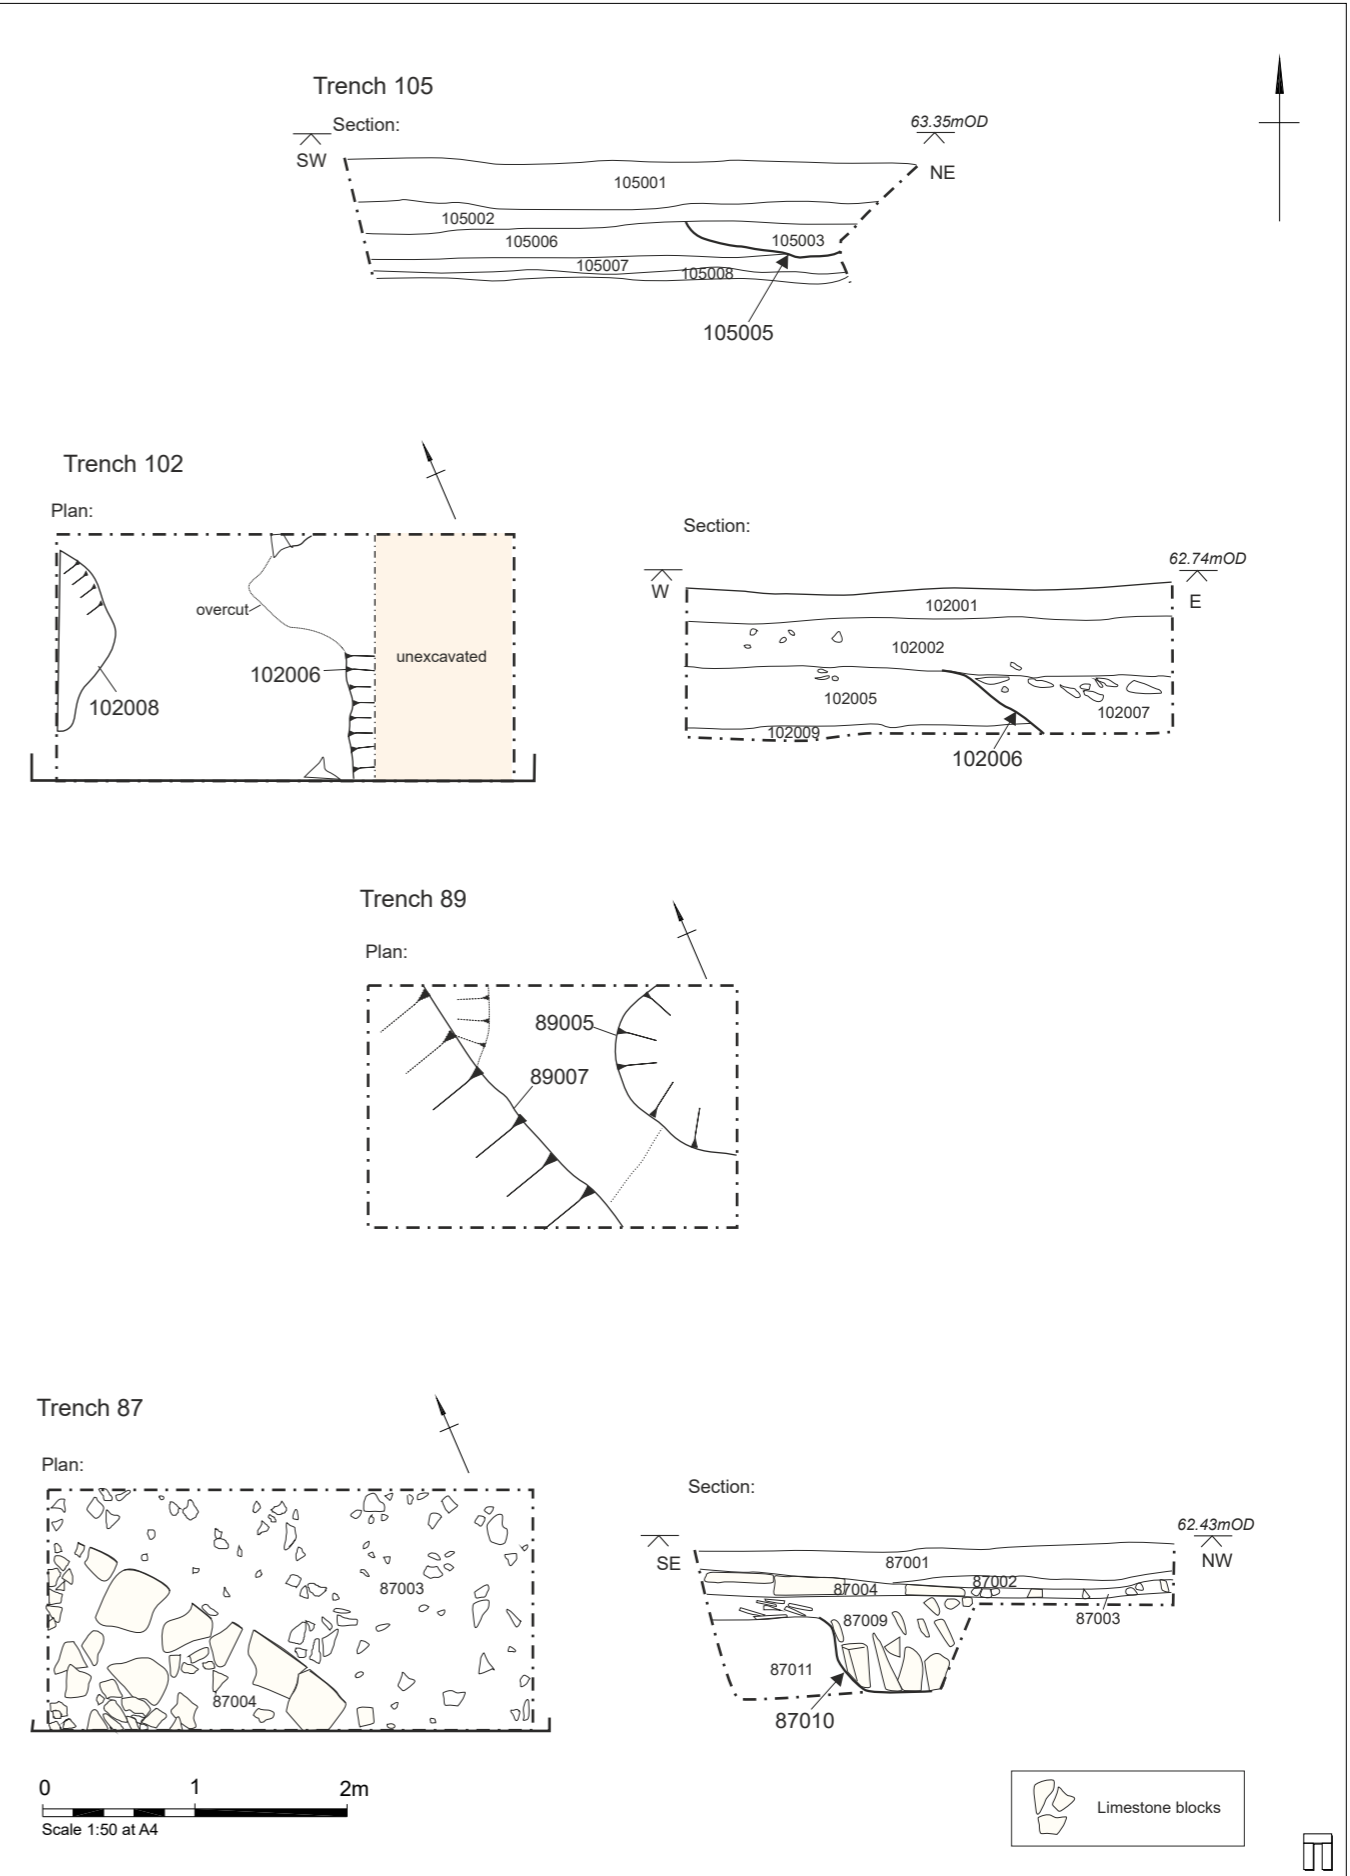 Trench 105
Section:
63.35mOD
SW
NE
105001
105002
105006
105003
105007
105008
105005
Trench 102
Plan:
overcut
102006
unexcavated
102008
Section:
62.74mOD
W
E
102001
102002
102005
102007
102009
102006
Trench 89
Plan:
89005
89007
Trench 87
Plan:
87003
87004
Section:
62.43mOD
SE
NW
87001
87002
87004
87003
87009
87011
87010
0 1 2m
Scale 1:50 at A4
Limestone blocks